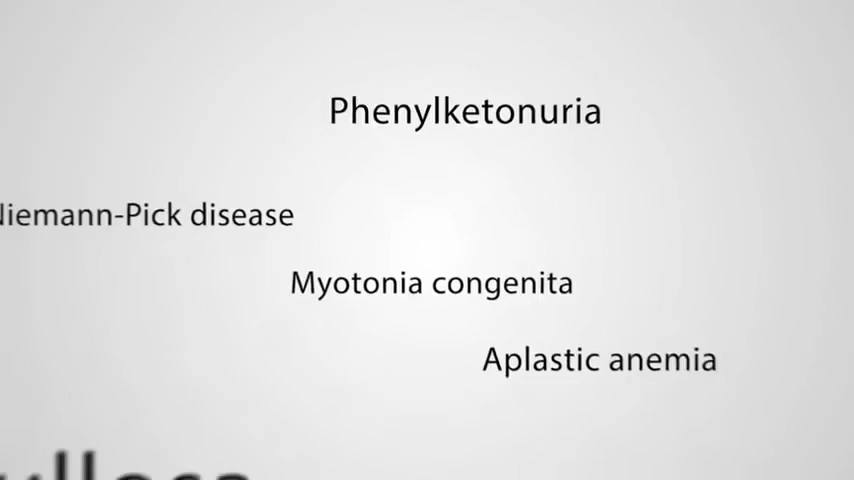 Phenylketonuria
Niemann-Pick disease
Myotonia congenita
Aplastic anemia